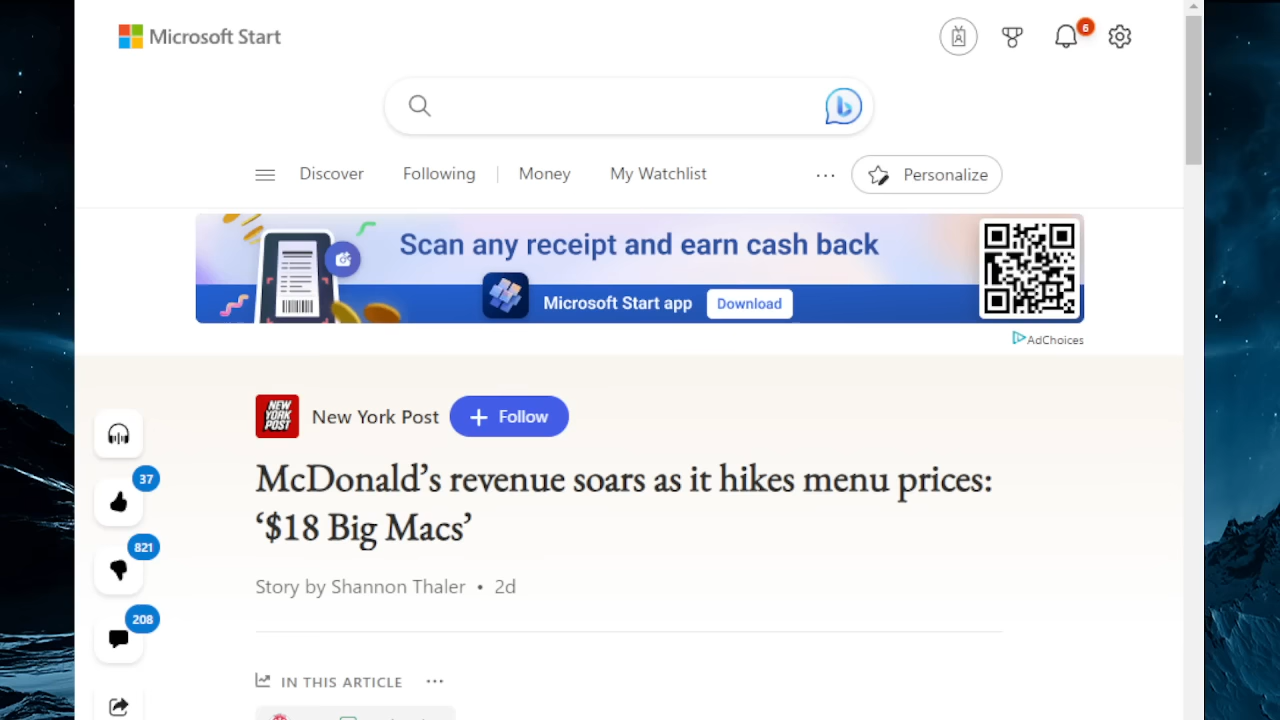 Microsoft Start
6
Discover
Following
Money
My Watchlist
Personalize
Scan any receipt and earn cash back
Microsoft Start app
Download
AdChoices
NEW
YORK
POST
New York Post
+ Follow
37
McDonald’s revenue soars as it hikes menu prices:
‘$18 Big Macs’
821
Story by Shannon Thaler • 2d
208
IN THIS ARTICLE